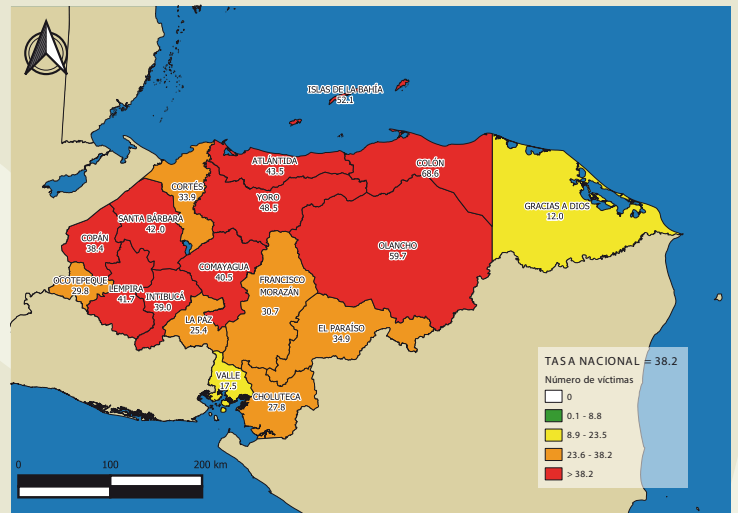 ISLAS DE LA BAHÍA
52.1
ATLÁNTIDA
43.5
COLÓN
68.6
CORTÉS
33.9
YORO
48.5
GRACIAS A DIOS
12.0
SANTA BÁRBARA
42.0
COPÁN
38.4
OLANCHO
59.7
COMAYAGUA
40.5
OCOTEPEQUE
29.8
LEMPIRA
41.7
INTIBUCÁ
39.0
FRANCISCO
MORAZÁN
30.7
LA PAZ
25.4
EL PARAÍSO
34.9
VALLE
17.5
CHOLUTECA
27.8
TASA NACIONAL = 38.2
Número de víctimas
0
0.1 - 8.8
8.9 - 23.5
23.6 - 38.2
> 38.2
0 100 200 km